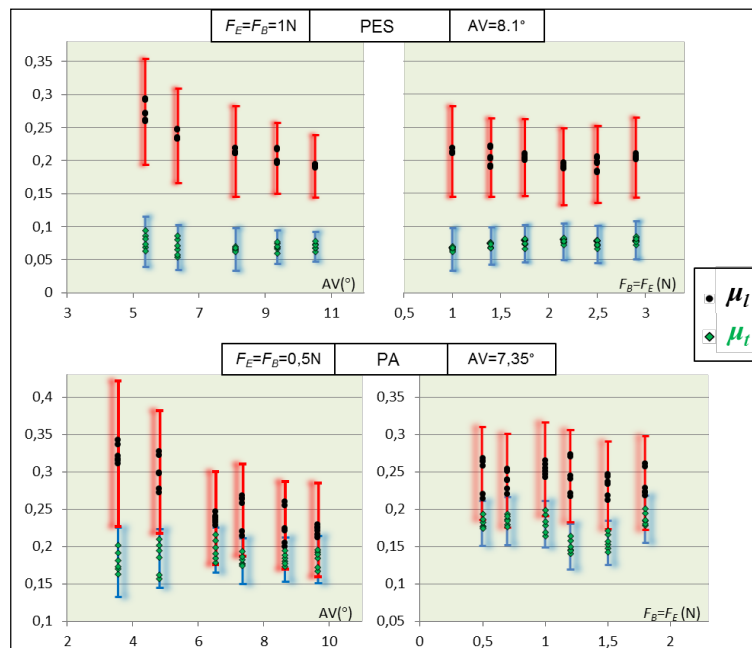 F_E=F_B=1N PES AV=8.1°
0,35
0,3
0,25
0,2
0,15
0,1
0,05
0
3 5 7 9 11
AV(°)
0,5 1 1,5 2 2,5 3
F_B=F_E (N)
μ_l
μ_t
F_E=F_B=0,5N PA AV=7,35°
0,4
0,35
0,3
0,25
0,2
0,15
0,1
2 4 6 8 10
AV(°)
0,4
0,35
0,3
0,25
0,2
0,15
0,1
0,05
0 0,5 1 1,5 2
F_B=F_E (N)